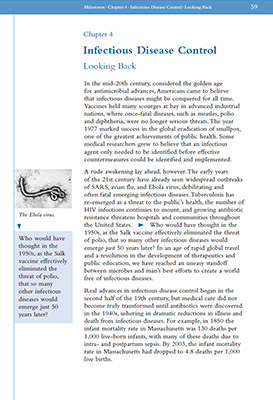 Milestones · Chapter 4 · Infectious Disease Control: Looking Back
59
Chapter 4
Infectious Disease Control
Looking Back
In the mid-20th century, considered the golden age
for antimicrobial advances, Americans came to believe
that infectious diseases might be conquered for all time.
Vaccines held many scourges at bay in advanced industrial
nations, where once-fatal diseases, such as measles, polio
and diphtheria, were no longer serious threats. The year
1977 marked success in the global eradication of smallpox,
one of the greatest achievements of public health. Some
medical researchers grew to believe that an infectious
agent only needed to be identified before effective
countermeasures could be identified and implemented.
A rude awakening lay ahead, however. The early years
of the 21st century have already seen widespread outbreaks
of SARS, avian flu, and Ebola virus, debilitating and
often fatal emerging infectious diseases. Tuberculosis has
re-emerged as a threat to the public's health, the number of
HIV infections continues to mount, and growing antibiotic
resistance threatens hospitals and communities throughout
the United States. ► Who would have thought in the
1950s, as the Salk vaccine effectively eliminated the threat
of polio, that so many other infectious diseases would
emerge just 50 years later? In an age of rapid global travel
and a revolution in the development of therapeutics and
public education, we have reached an uneasy standoff
between microbes and man's best efforts to create a world
free of infectious diseases.
Real advances in infectious disease control began in the
second half of the 19th century, but medical care did not
become truly transformed until antibiotics were discovered
in the 1940s, ushering in dramatic reductions in illness and
death from infectious diseases. For example, in 1850 the
infant mortality rate in Massachusetts was 130 deaths per
1,000 live-born infants, with many of these deaths due to
intra- and postpartum sepsis. By 2003, the infant mortality
rate in Massachusetts had dropped to 4.8 deaths per 1,000
live births.
The Ebola virus.
Who would have
thought in the
1950s, as the Salk
vaccine effectively
eliminated the
threat of polio,
that so many
other infectious
diseases would
emerge just 50
years later?